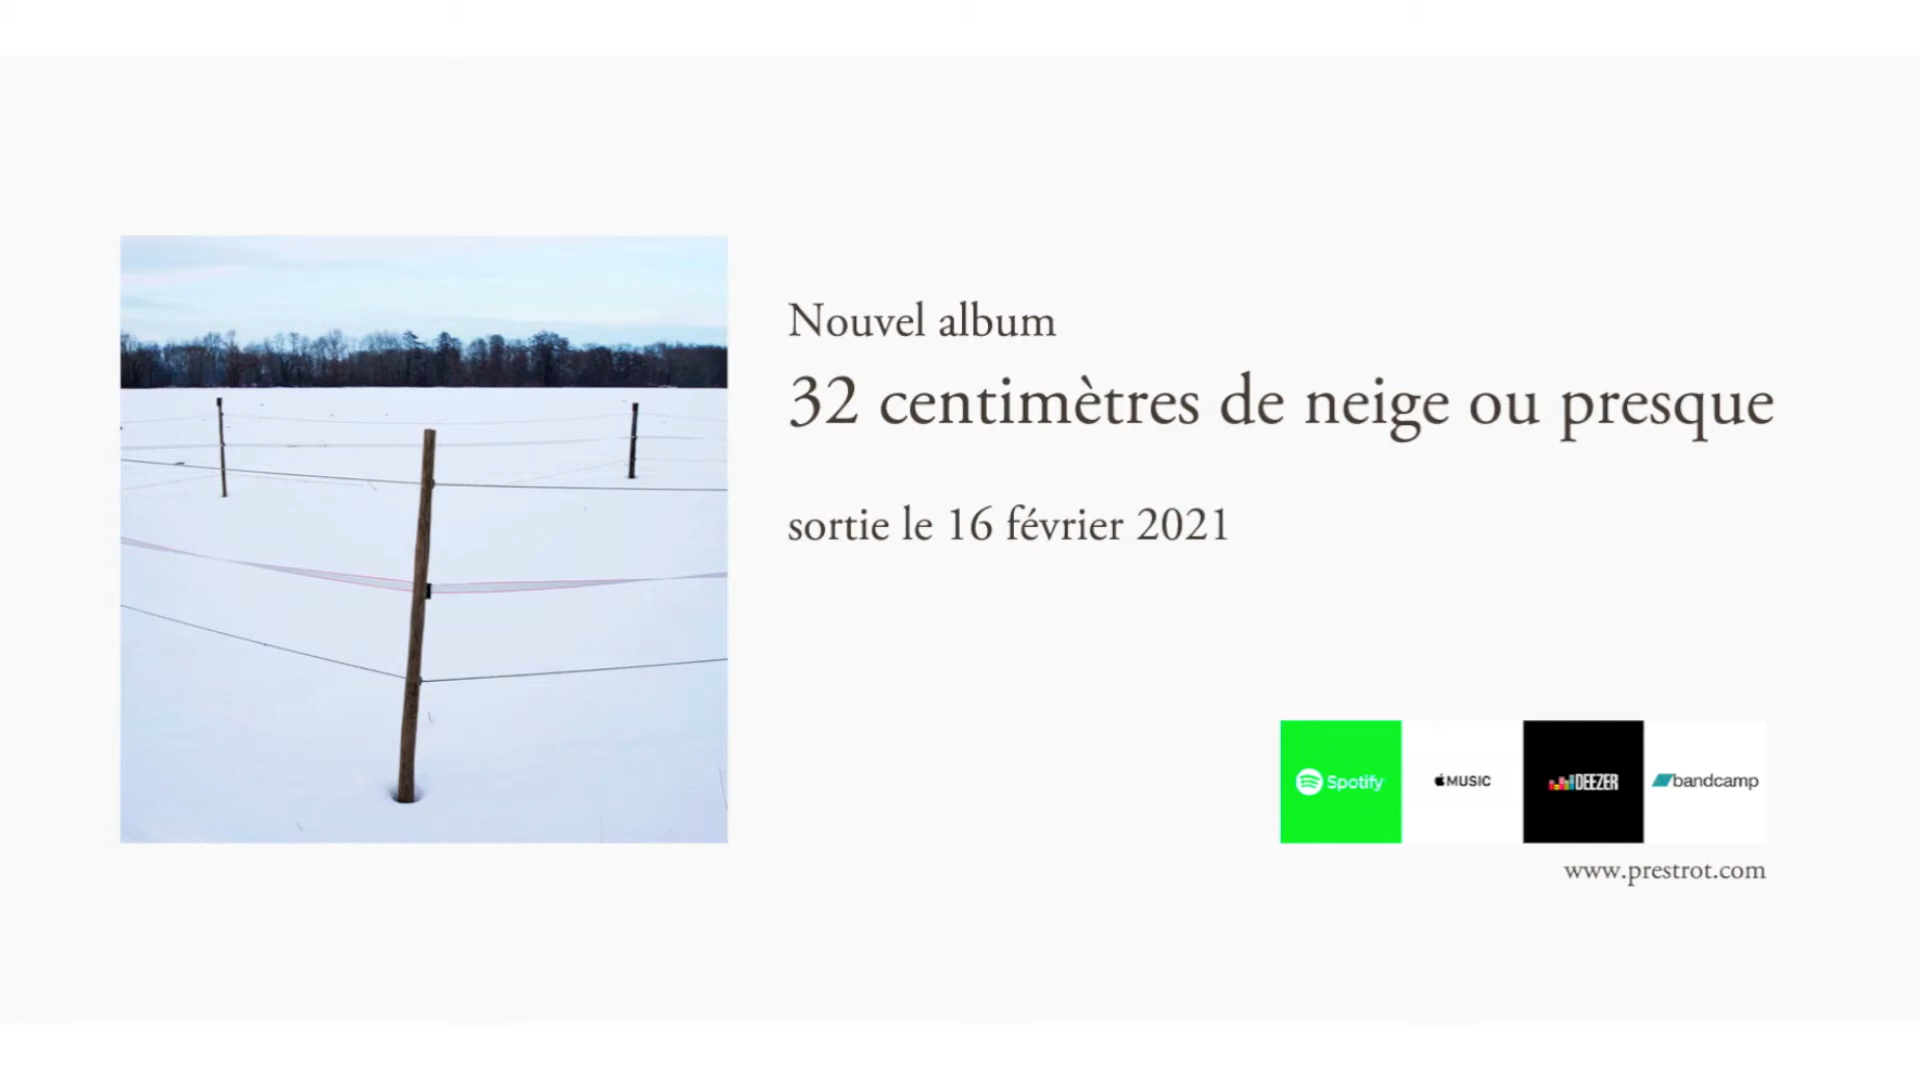 Nouvel album
32 centimètres de neige ou presque
sortie le 16 février 2021
Spotify
MUSIC
DEEZER
bandcamp
www.prestrot.com